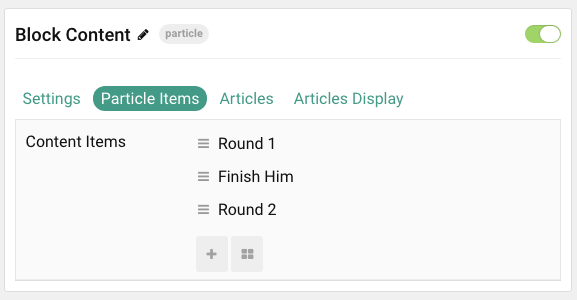 Block Content particle
Settings Particle Items Articles Articles Display
Content Items Round 1
Finish Him
Round 2